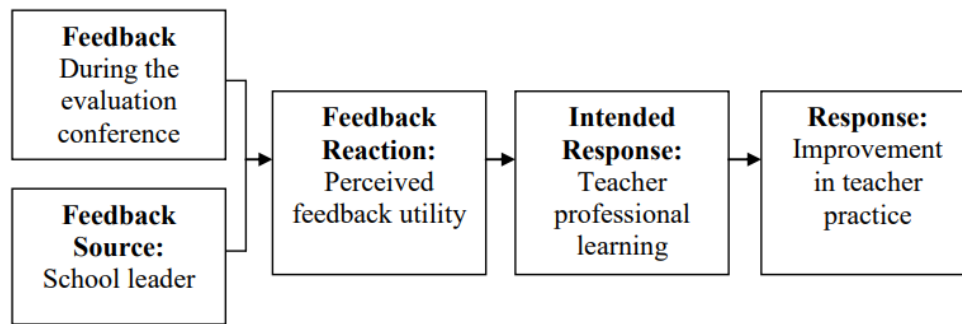 Feedback
During the
evaluation
conference
Feedback
Source:
School leader
Feedback
Reaction:
Perceived
feedback utility
Intended
Response:
Teacher
professional
learning
Response:
Improvement
in teacher
practice